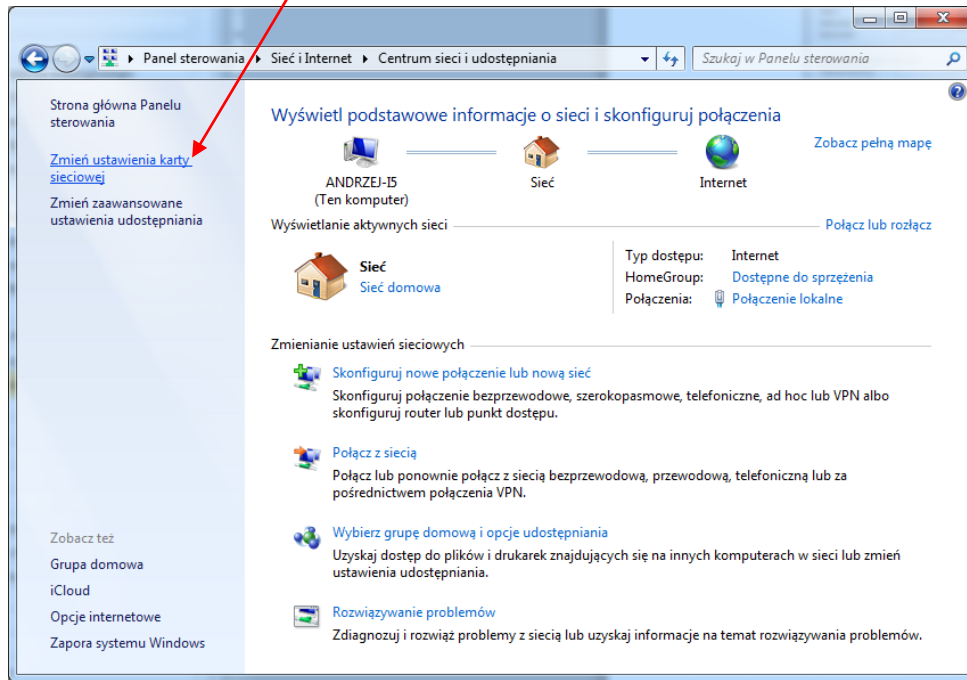 Panel sterowania Sieć i Internet Centrum sieci i udostępniania
Szukaj w Panelu sterowania
Strona główna Panelu
sterowania
Zmień ustawienia karty
sieciowej
Zmień zaawansowane
ustawienia udostępniania
Zobacz też
Grupa domowa
iCloud
Opcje internetowe
Zapora systemu Windows
Wyświetl podstawowe informacje o sieci i skonfiguruj połączenia
Zobacz pełną mapę
ANDRZEJ-I5
(Ten komputer)
Sieć
Internet
Wyświetlanie aktywnych sieci
Połącz lub rozłącz
Sieć
Sieć domowa
Typ dostępu: Internet
HomeGroup: Dostępne do sprzężenia
Połączenia: Połączenie lokalne
Zmienianie ustawień sieciowych
Skonfiguruj nowe połączenie lub nową sieć
Skonfiguruj połączenie bezprzewodowe, szerokopasmowe, telefoniczne, ad hoc lub VPN albo
skonfiguruj router lub punkt dostępu.
Połącz z siecią
Połącz lub ponownie połącz z siecią bezprzewodową, przewodową, telefoniczną lub za
pośrednictwem połączenia VPN.
Wybierz grupę domową i opcje udostępniania
Uzyskaj dostęp do plików i drukarek znajdujących się na innych komputerach w sieci lub zmień
ustawienia udostępniania.
Rozwiązywanie problemów
Zdiagnozuj i rozwiąż problemy z siecią lub uzyskaj informacje na temat rozwiązywania problemów.